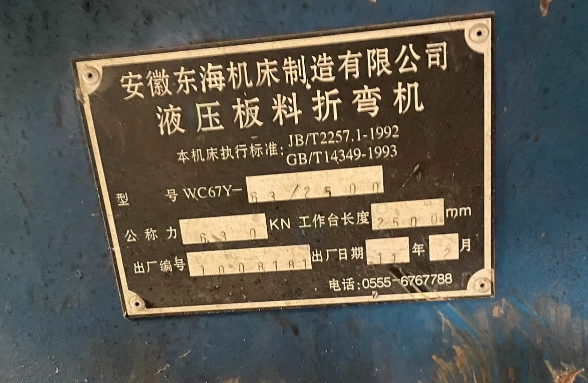 安徽东海机床制造有限公司
液压板料折弯机
本机床执行标准:JB/T2257.1-1992
GB/T14349-1993
型 号 WC67Y-63/2500
公称力 630 KN 工作台长度 2500 mm
出厂编号 1008181 出厂日期 11 年 2 月
电话:0555-6767788